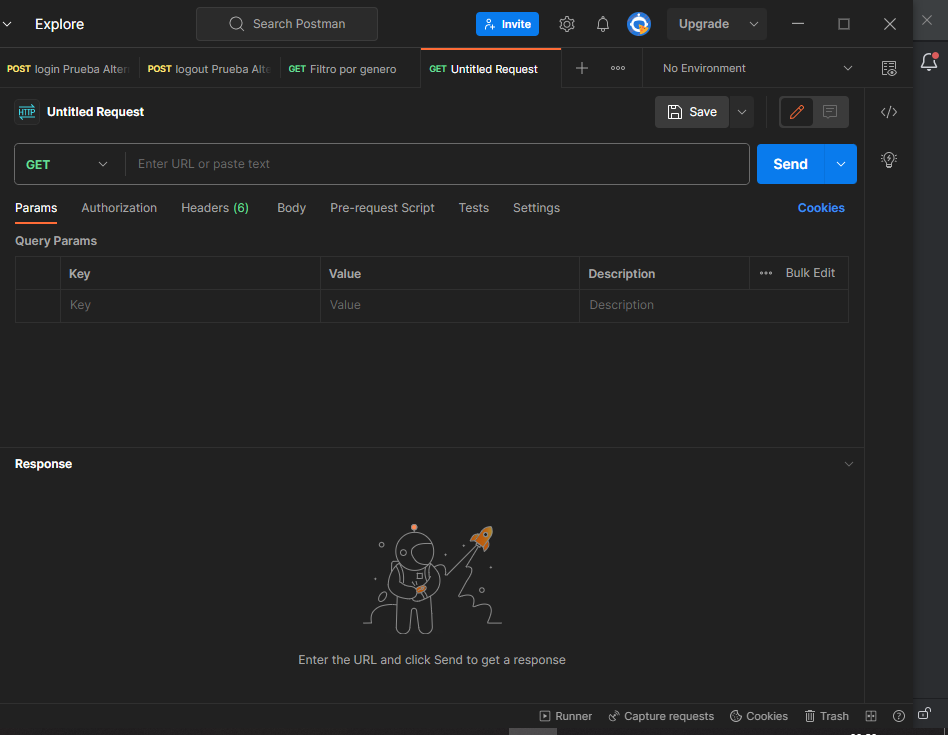 Explore Search Postman Invite Upgrade
POST login Prueba Altern POST logout Prueba Alte GET Filtro por genero GET Untitled Request No Environment
HTTP Untitled Request Save
GET Enter URL or paste text Send
Params Authorization Headers (6) Body Pre-request Script Tests Settings Cookies
Query Params
Key Value Description Bulk Edit
Key Value Description
Response
Enter the URL and click Send to get a response
Runner Capture requests Cookies Trash